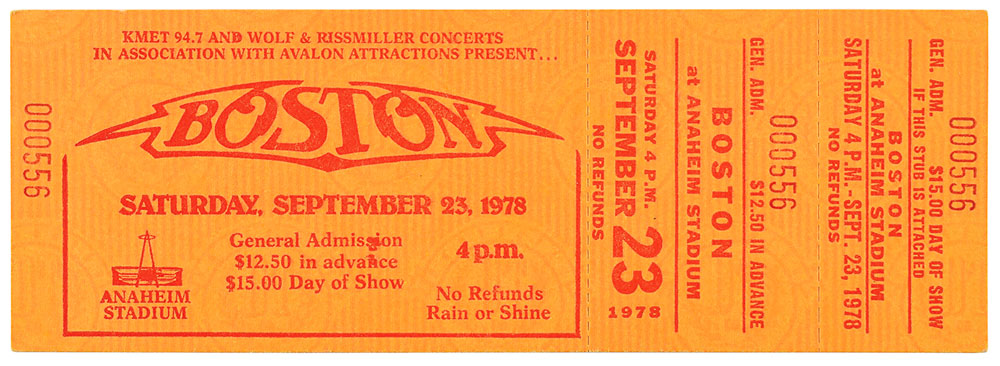 KMET 94.7 AND WOLF & RISSMILLER CONCERTS
IN ASSOCIATION WITH AVALON ATTRACTIONS PRESENT...
BOSTON
000556
SATURDAY, SEPTEMBER 23, 1978
General Admission
$12.50 in advance
$15.00 Day of Show
4 p.m.
No Refunds
Rain or Shine
ANAHEIM
STADIUM
SATURDAY 4 P.M.
SEPTEMBER 23
1978
NO REFUNDS
GEN. ADM. $12.50 IN ADVANCE
BOSTON
at ANAHEIM STADIUM
000556
000556
GEN. ADM. $15.00 DAY OF SHOW
IF THIS STUB IS ATTACHED
BOSTON
at ANAHEIM STADIUM
SATURDAY 4 P.M.-SEPT. 23, 1978
NO REFUNDS